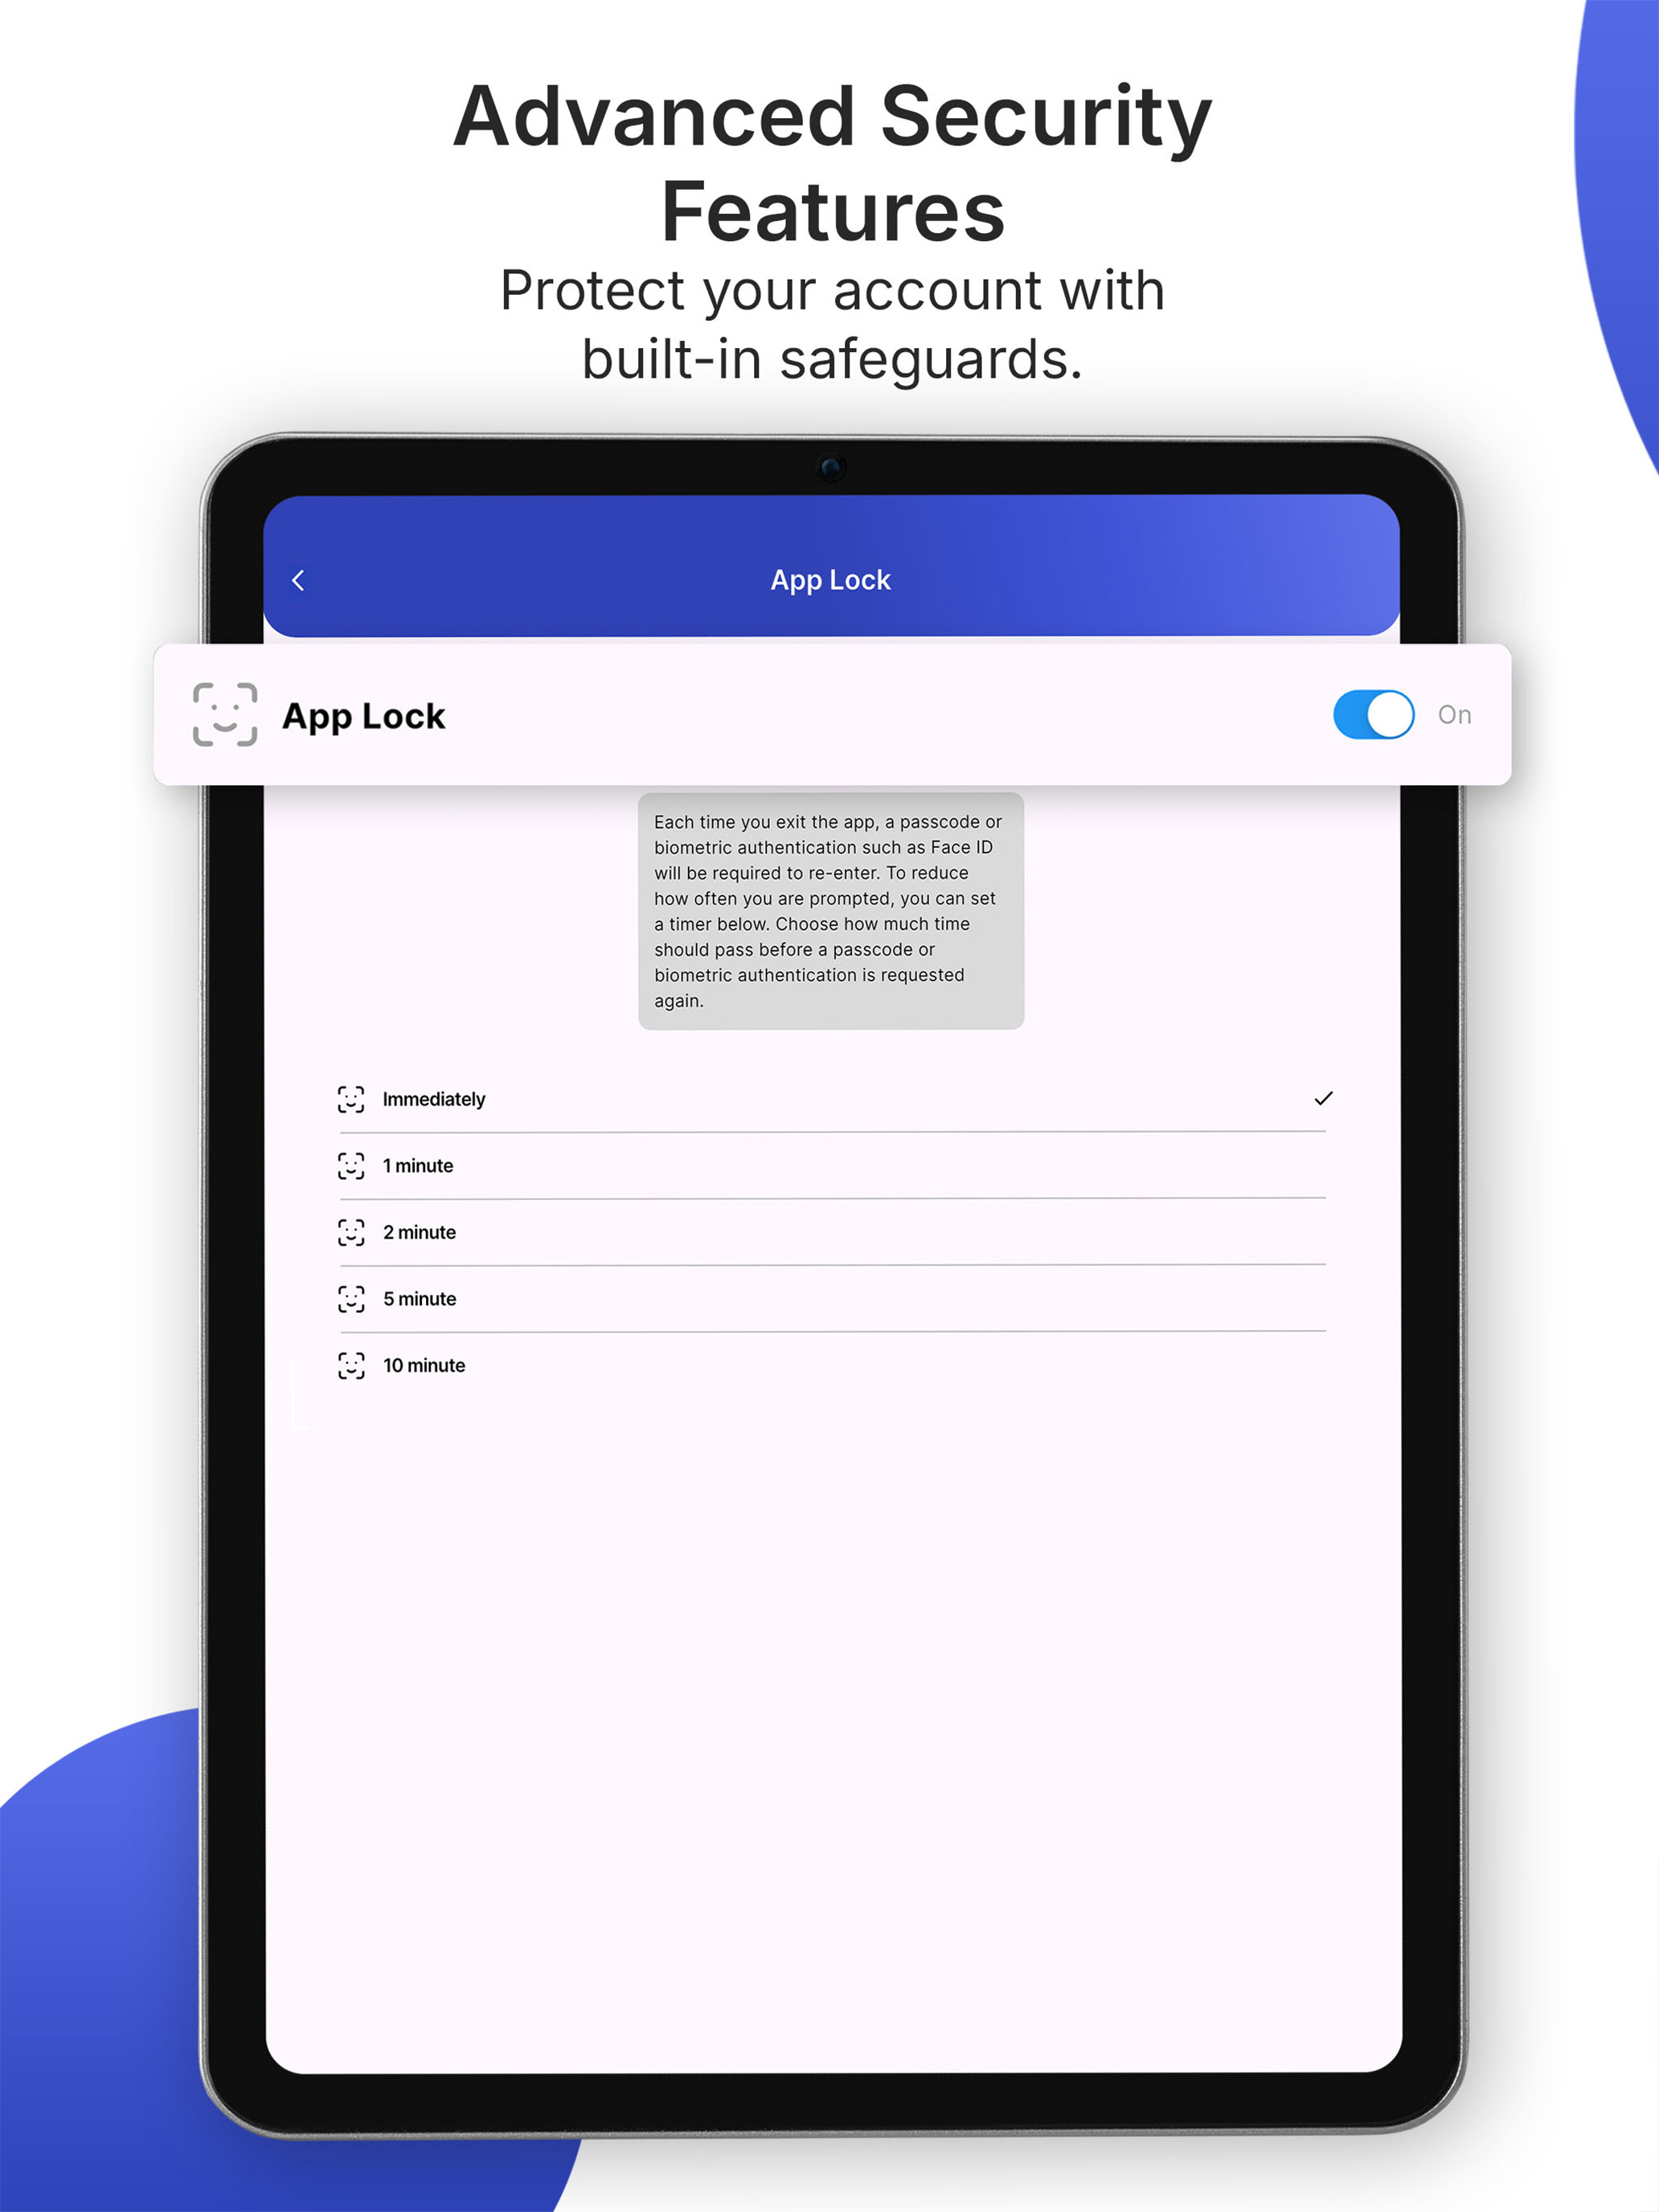 Advanced Security
Features
Protect your account with
built-in safeguards.
App Lock
App Lock
On
Each time you exit the app, a passcode or
biometric authentication such as Face ID
will be required to re-enter. To reduce
how often you are prompted, you can set
a timer below. Choose how much time
should pass before a passcode or
biometric authentication is requested
again.
Immediately
1 minute
2 minute
5 minute
10 minute